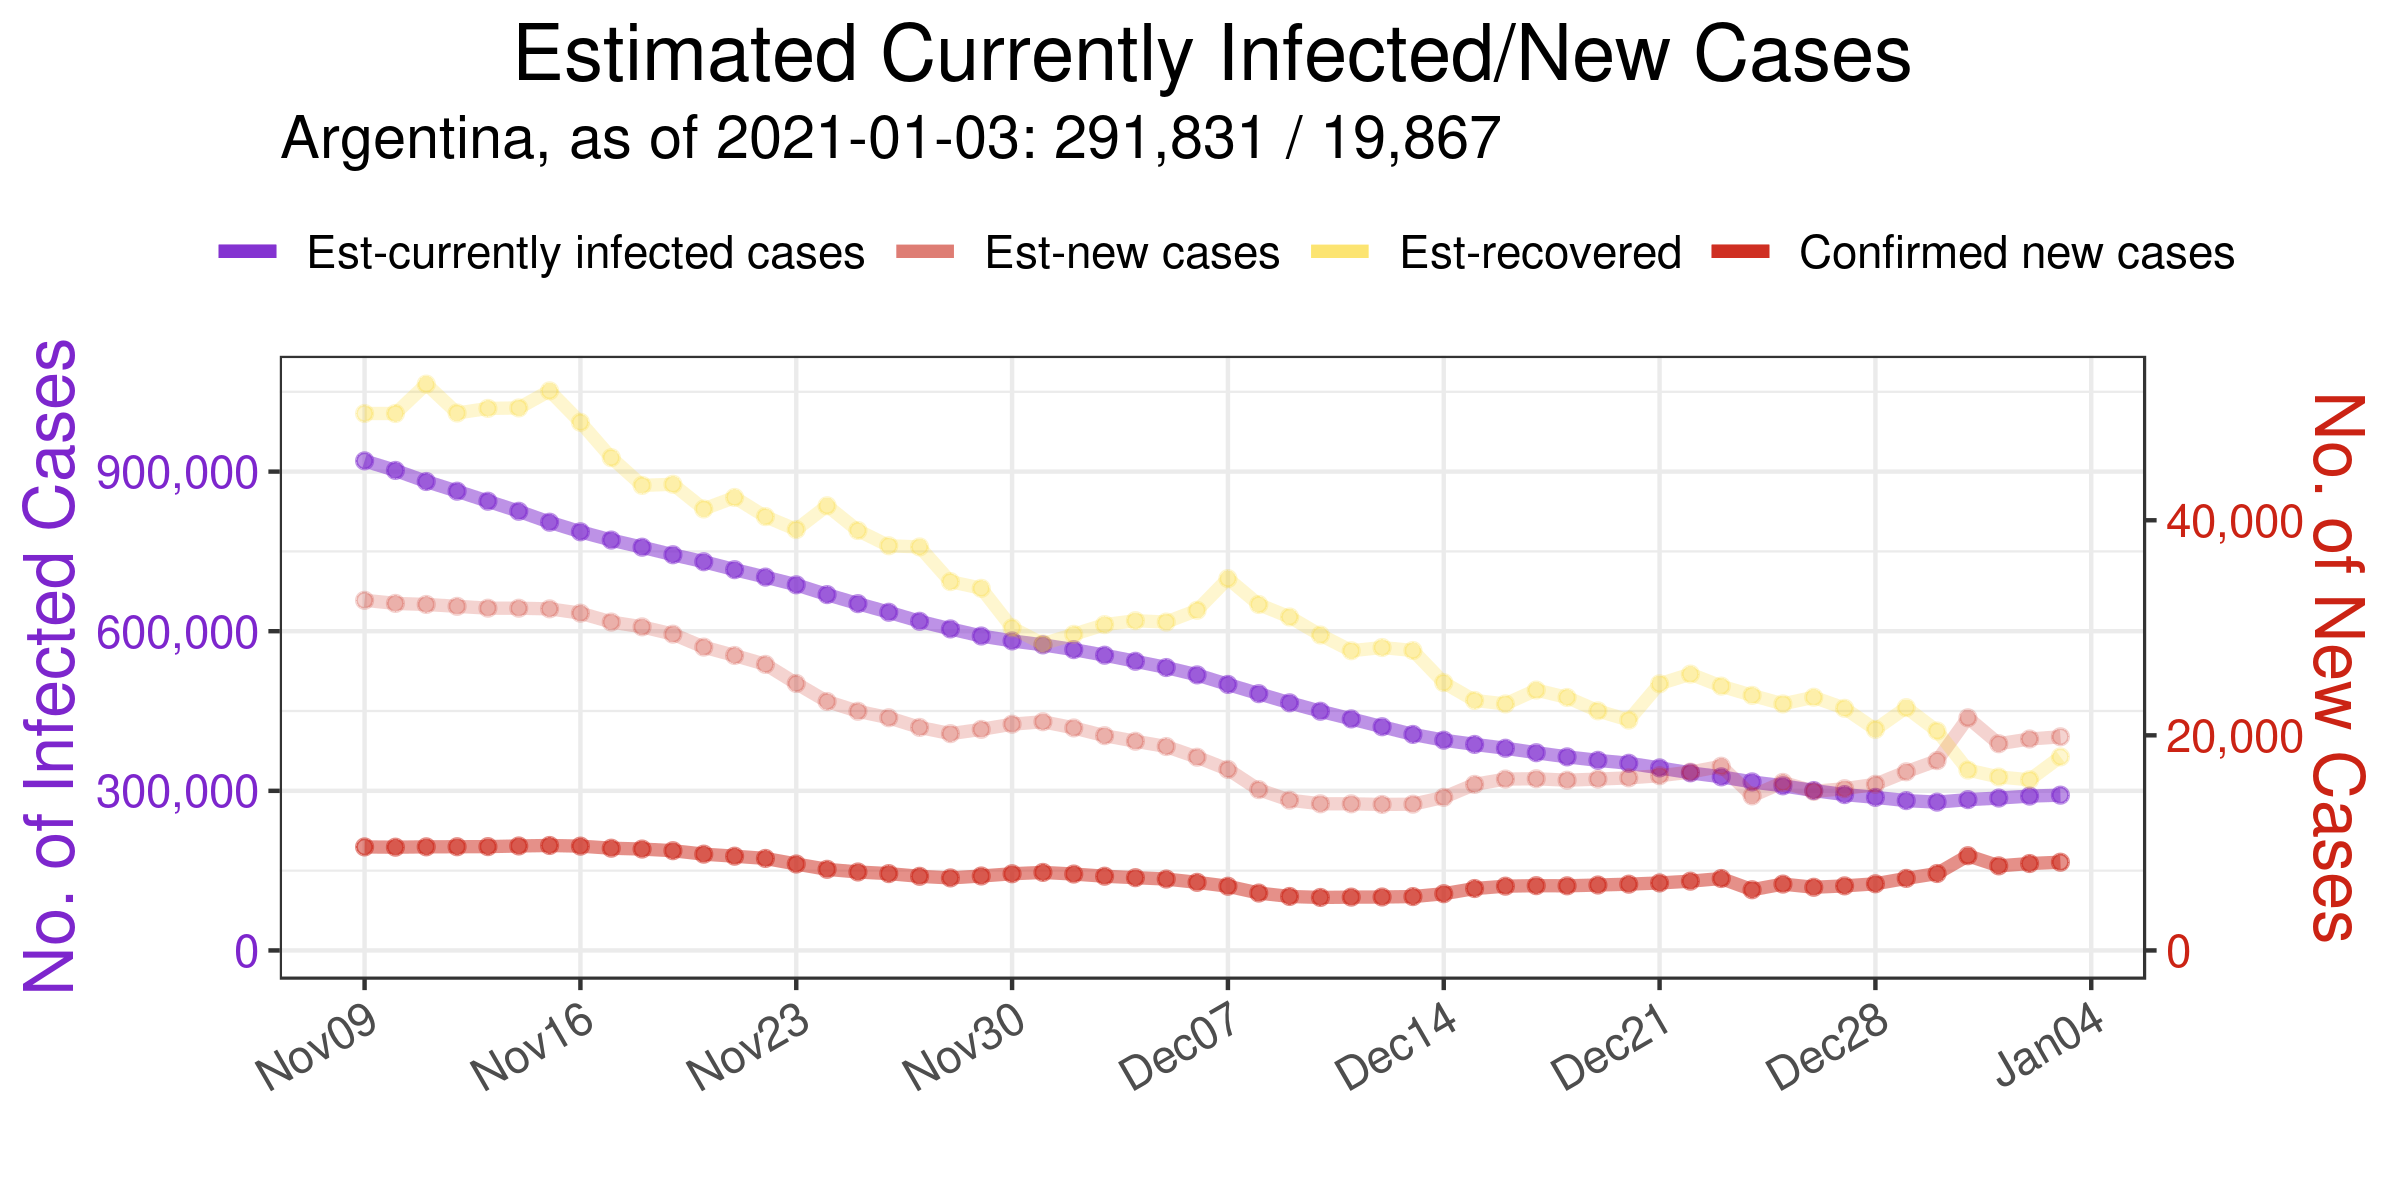 Estimated Currently Infected/New Cases
Argentina, as of 2021-01-03: 291,831 / 19,867
Est-currently infected cases Est-new cases Est-recovered Confirmed new cases
No. of Infected Cases
900,000
600,000
300,000
0
No. of New Cases
40,000
20,000
0
Nov09 Nov16 Nov23 Nov30 Dec07 Dec14 Dec21 Dec28 Jan04